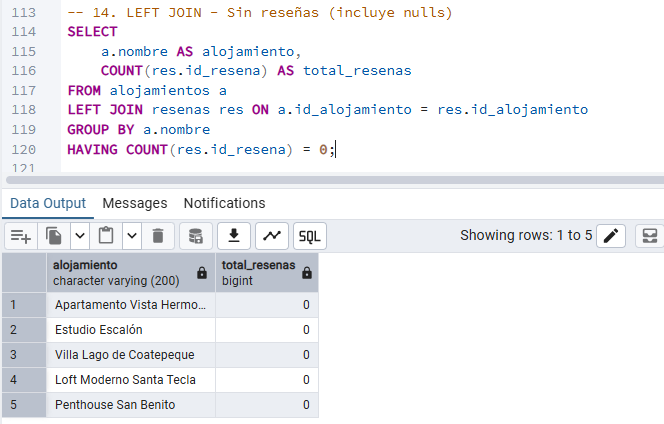 113 -- 14. LEFT JOIN - Sin reseñas (incluye nulls)
114 SELECT
115 a.nombre AS alojamiento,
116 COUNT(res.id_resena) AS total_resenas
117 FROM alojamientos a
118 LEFT JOIN resenas res ON a.id_alojamiento = res.id_alojamiento
119 GROUP BY a.nombre
120 HAVING COUNT(res.id_resena) = 0;
121
Data Output Messages Notifications
SQL Showing rows: 1 to 5
alojamiento total_resenas
character varying (200) bigint
1 Apartamento Vista Hermo... 0
2 Estudio Escalón 0
3 Villa Lago de Coatepeque 0
4 Loft Moderno Santa Tecla 0
5 Penthouse San Benito 0